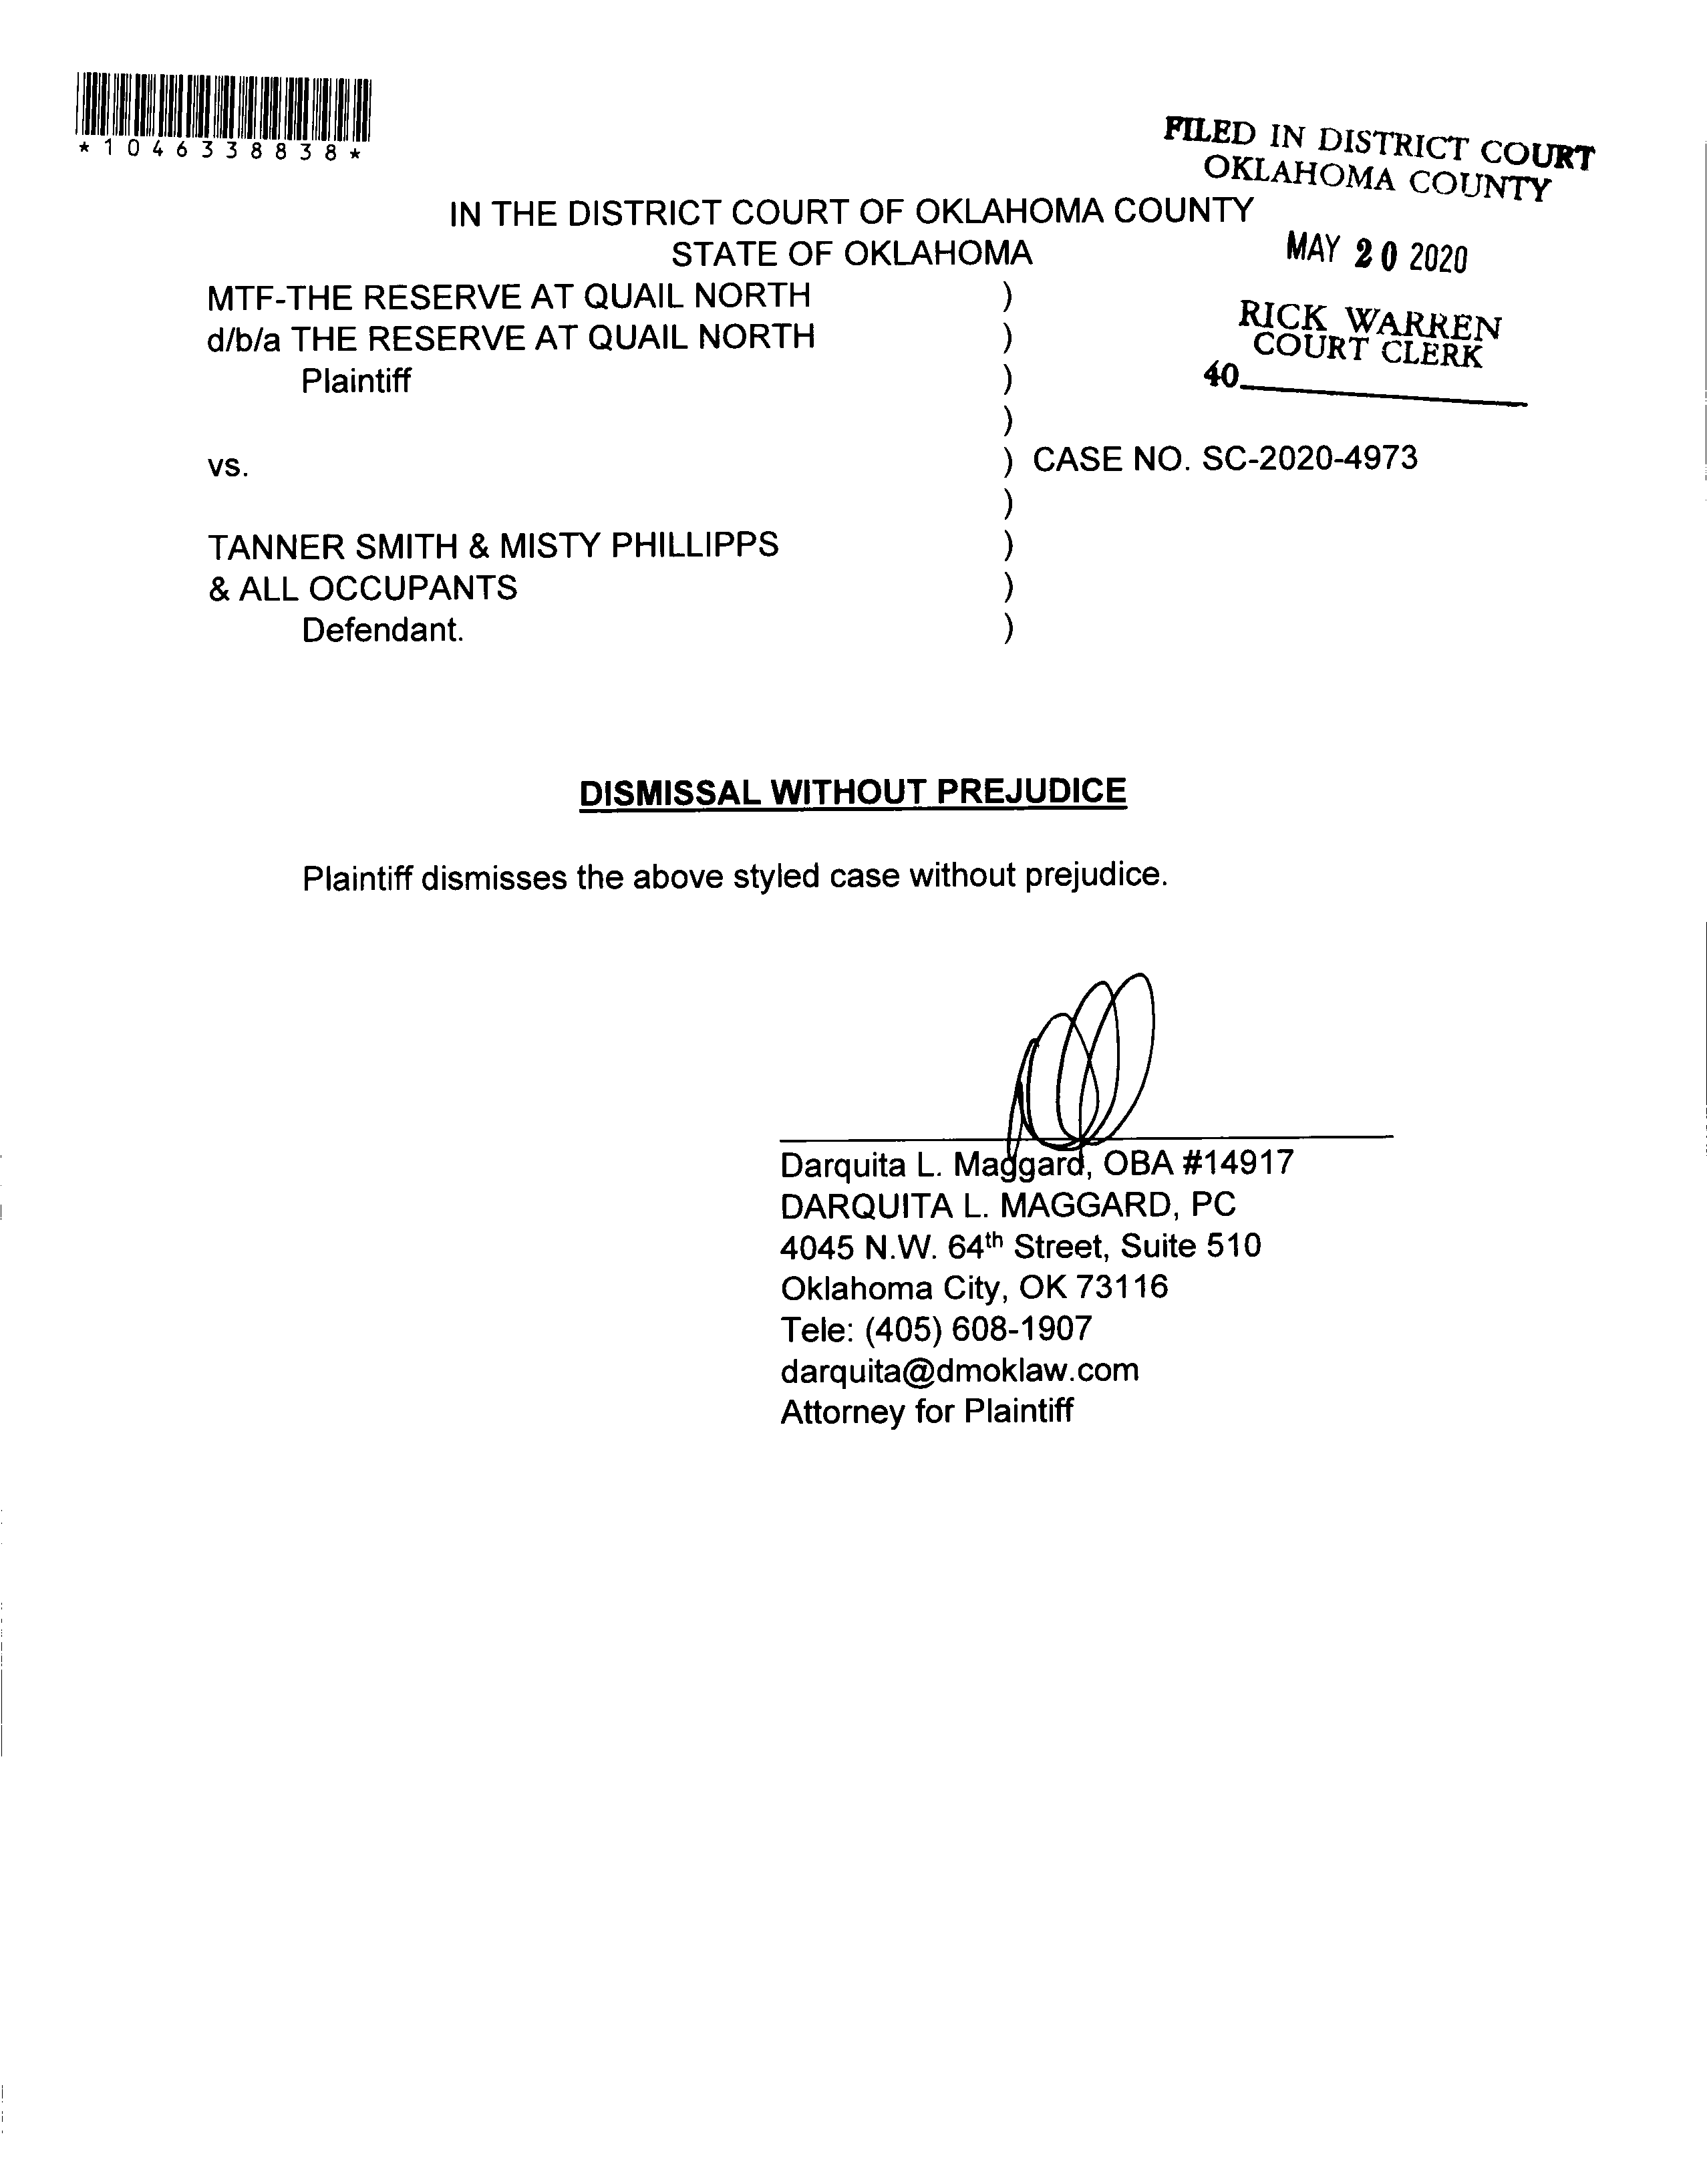 *1046338838*
FILED IN DISTRICT COURT
OKLAHOMA COUNTY
IN THE DISTRICT COURT OF OKLAHOMA COUNTY
STATE OF OKLAHOMA
MAY 20 2020
MTF-THE RESERVE AT QUAIL NORTH )
d/b/a THE RESERVE AT QUAIL NORTH )
Plaintiff )
)
RICK WARREN
COURT CLERK
40
vs. ) CASE NO. SC-2020-4973
)
TANNER SMITH & MISTY PHILLIPPS )
& ALL OCCUPANTS )
Defendant. )
DISMISSAL WITHOUT PREJUDICE
Plaintiff dismisses the above styled case without prejudice.
Darquita L. Maggard, OBA #14917
DARQUITA L. MAGGARD, PC
4045 N.W. 64th Street, Suite 510
Oklahoma City, OK 73116
Tele: (405) 608-1907
darquita@dmoklaw.com
Attorney for Plaintiff